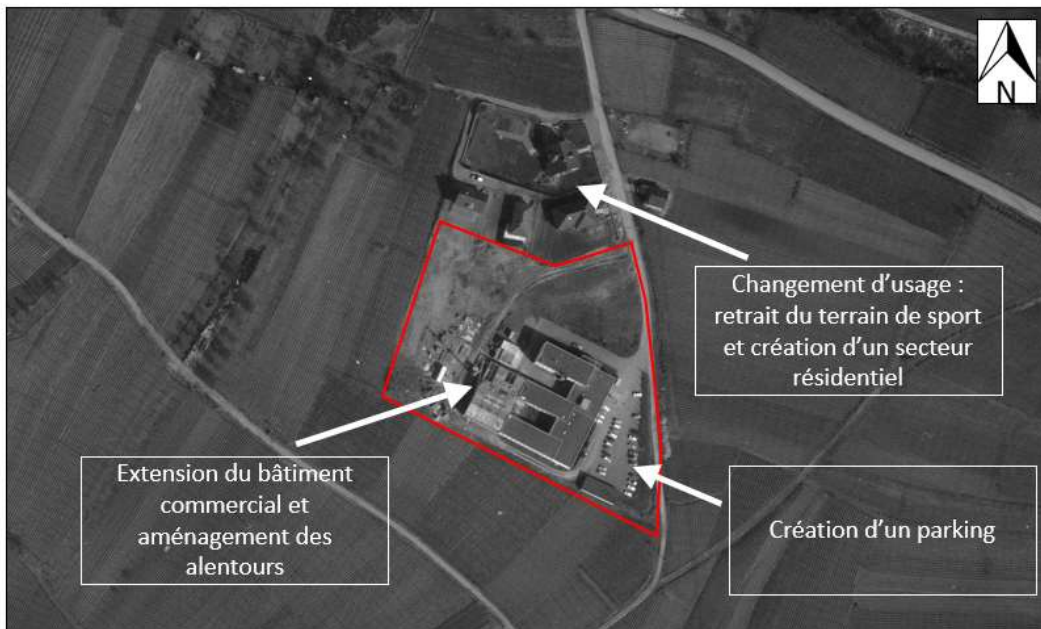 N
Changement d’usage :
retrait du terrain de sport
et création d’un secteur
résidentiel
Extension du bâtiment
commercial et
aménagement des
alentours
Création d’un parking